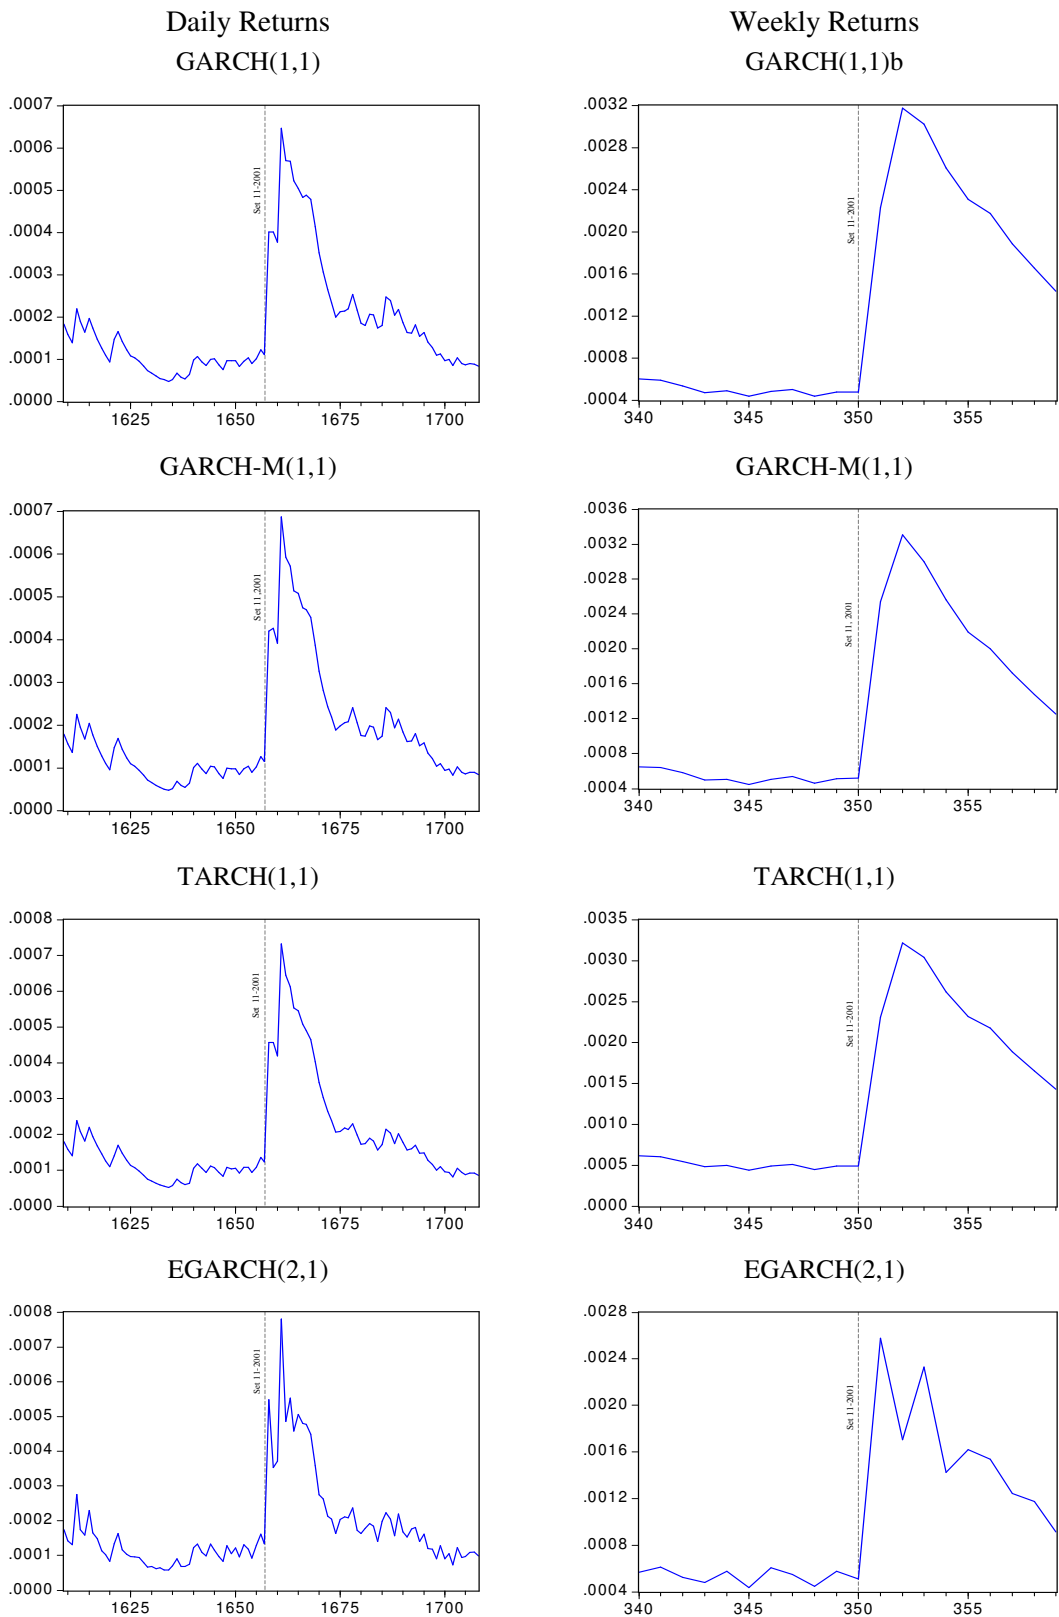 Daily Returns
GARCH(1,1)
.0007
.0006
.0005
.0004
.0003
.0002
.0001
.0000
Set 11-2001
1625 1650 1675 1700
Weekly Returns
GARCH(1,1)b
.0032
.0028
.0024
.0020
.0016
.0012
.0008
.0004
Set 11-2001
340 345 350 355
GARCH-M(1,1)
.0007
.0006
.0005
.0004
.0003
.0002
.0001
.0000
Set 11,2001
1625 1650 1675 1700
GARCH-M(1,1)
.0036
.0032
.0028
.0024
.0020
.0016
.0012
.0008
.0004
Set 11, 2001
340 345 350 355
TARCH(1,1)
.0008
.0007
.0006
.0005
.0004
.0003
.0002
.0001
.0000
Set 11-2001
1625 1650 1675 1700
TARCH(1,1)
.0035
.0030
.0025
.0020
.0015
.0010
.0005
.0000
Set 11-2001
340 345 350 355
EGARCH(2,1)
.0008
.0007
.0006
.0005
.0004
.0003
.0002
.0001
.0000
Set 11-2001
1625 1650 1675 1700
EGARCH(2,1)
.0028
.0024
.0020
.0016
.0012
.0008
.0004
Set 11-2001
340 345 350 355